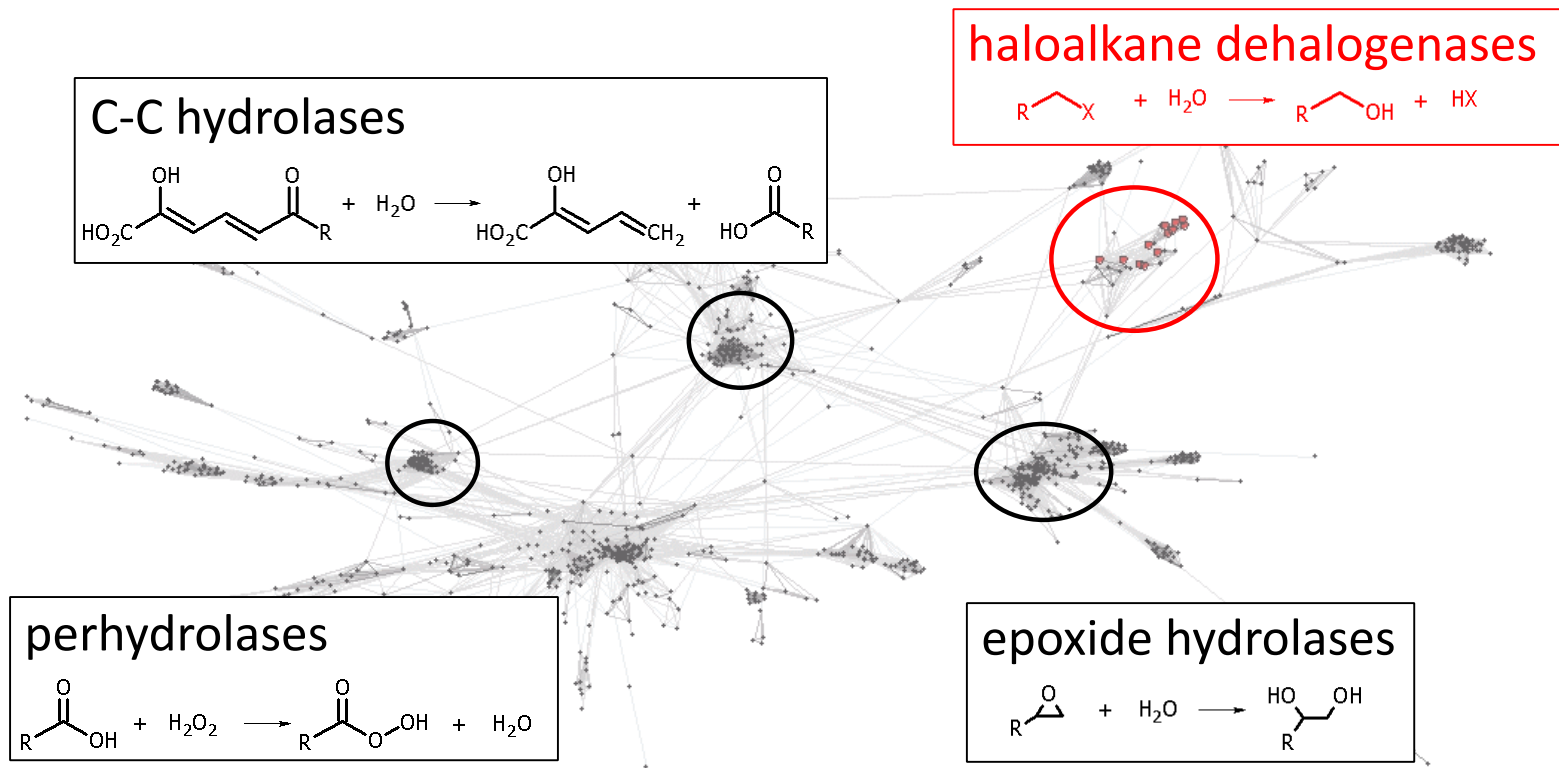 haloalkane dehalogenases
R X + H₂O → R OH + HX
C-C hydrolases
OH O
HO₂C R + H₂O → OH HO₂C CH₂ + O HO R
perhydrolases
O R OH + H₂O₂ → O R O OH + H₂O
epoxide hydrolases
O R + H₂O → HO OH R